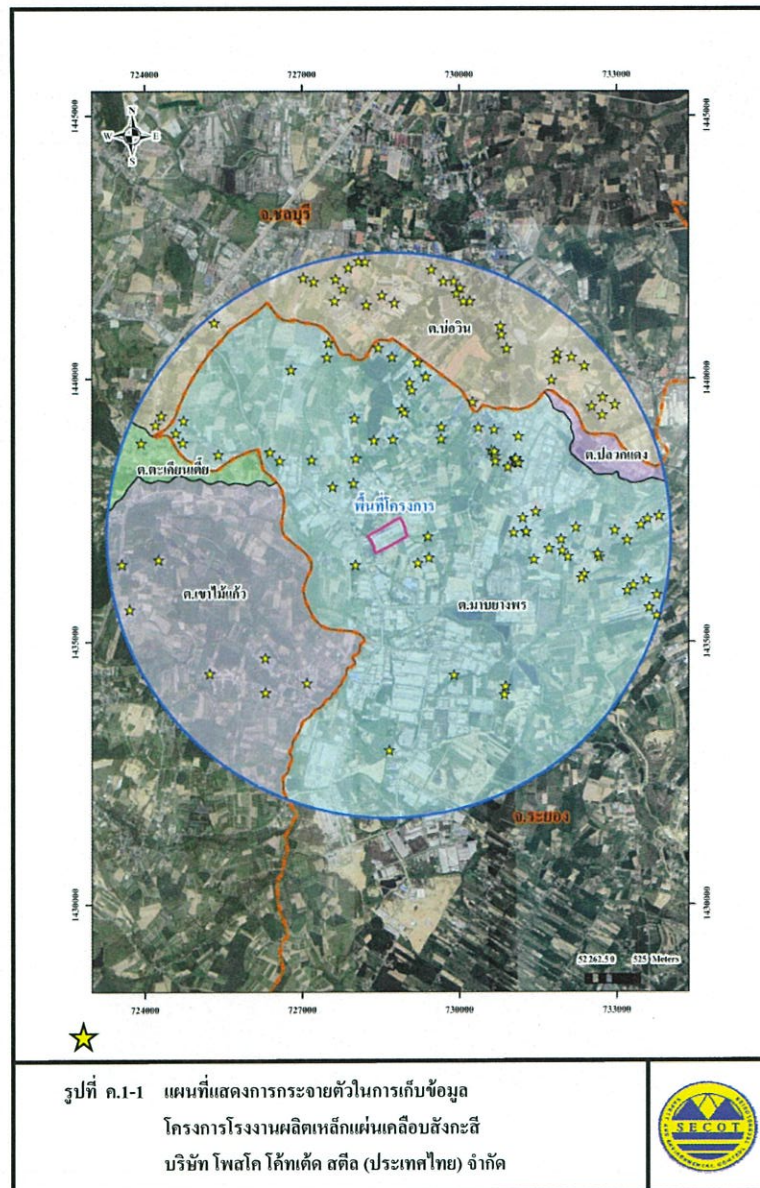 724000 727000 730000 733000
1445000 1445000
N
W E
S
จ.ชลบุรี
ต.บ่อวิน
1440000 1440000
ต.ปลวกแดง
ต.ตะเคียนเตี้ย
พื้นที่โครงการ
ต.เขาไม้แก้ว
ต.มาบยางพร
1435000 1435000
จ.ระยอง
1430000 1430000
525 Meters
724000 727000 730000 733000
รูปที่ ค.1-1 แผนที่แสดงการกระจายตัวในการเก็บข้อมูล
โครงการโรงงานผลิตเหล็กแผ่นเคลือบสังกะสี
บริษัท โพสโค โค้ทเต็ด สตีล (ประเทศไทย) จำกัด
SECOT